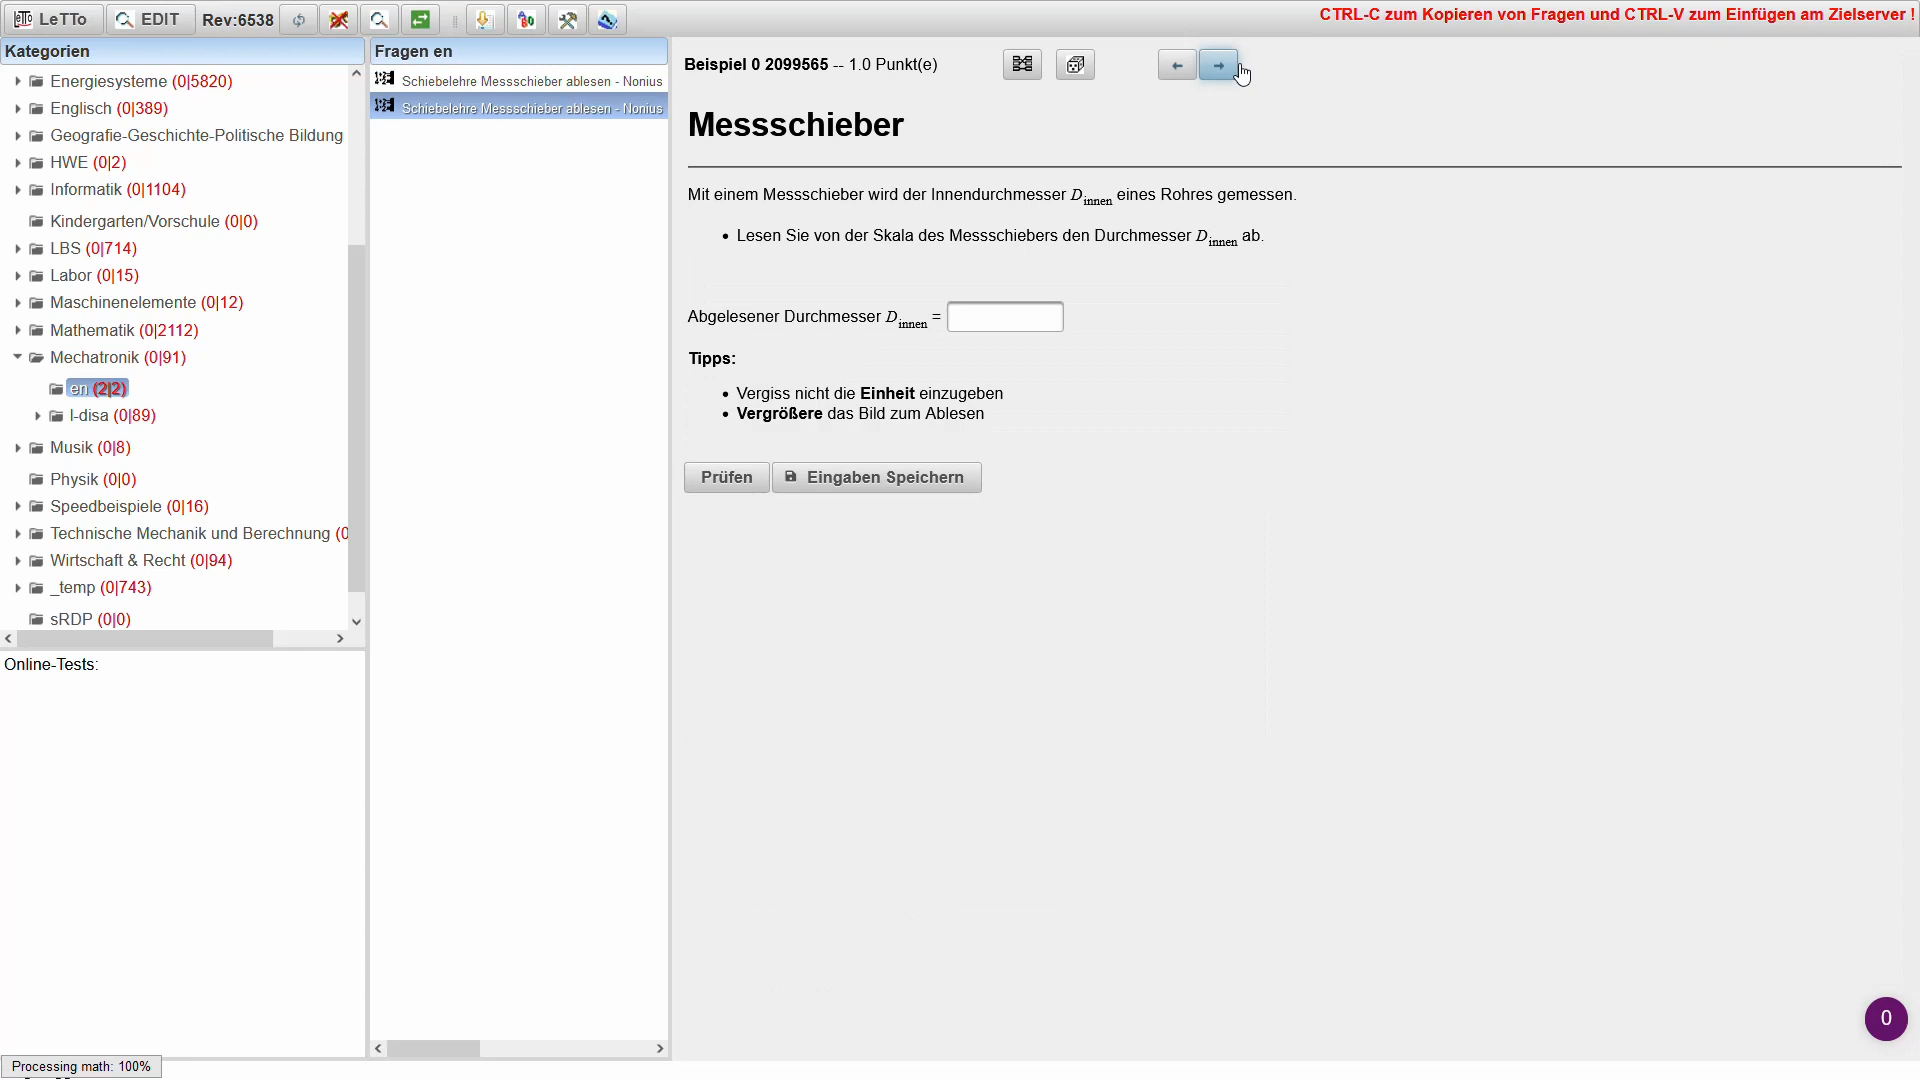 LeTTo
EDIT
Rev:6538
CTRL-C zum Kopieren von Fragen und CTRL-V zum Einfügen am Zielserver !
Kategorien
Energiesysteme (0|5820)
Englisch (0|389)
Geografie-Geschichte-Politische Bildung
HWE (0|2)
Informatik (0|1104)
Kindergarten/Vorschule (0|0)
LBS (0|714)
Labor (0|15)
Maschinenelemente (0|12)
Mathematik (0|2112)
Mechatronik (0|91)
en (2|2)
I-disa (0|89)
Musik (0|8)
Physik (0|0)
Speedbeispiele (0|16)
Technische Mechanik und Berechnung (0
Wirtschaft & Recht (0|94)
_temp (0|743)
sRDP (0|0)
Online-Tests:
Fragen en
Schiebelehre Messschieber ablesen - Nonius
Schiebelehre Messschieber ablesen - Nonius
Beispiel 0 2099565 -- 1.0 Punkt(e)
Messschieber
Mit einem Messschieber wird der Innendurchmesser D innen eines Rohres gemessen.
• Lesen Sie von der Skala des Messschiebers den Durchmesser D innen ab.
Abgelesener Durchmesser D innen =
Tipps:
• Vergiss nicht die Einheit einzugeben
• Vergrößere das Bild zum Ablesen
Prüfen
Eingaben Speichern
0
Processing math: 100%